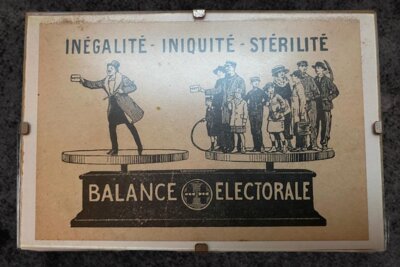 INÉGALITÉ - INIQUITÉ - STÉRILITÉ
BALANCE ELECTORALE